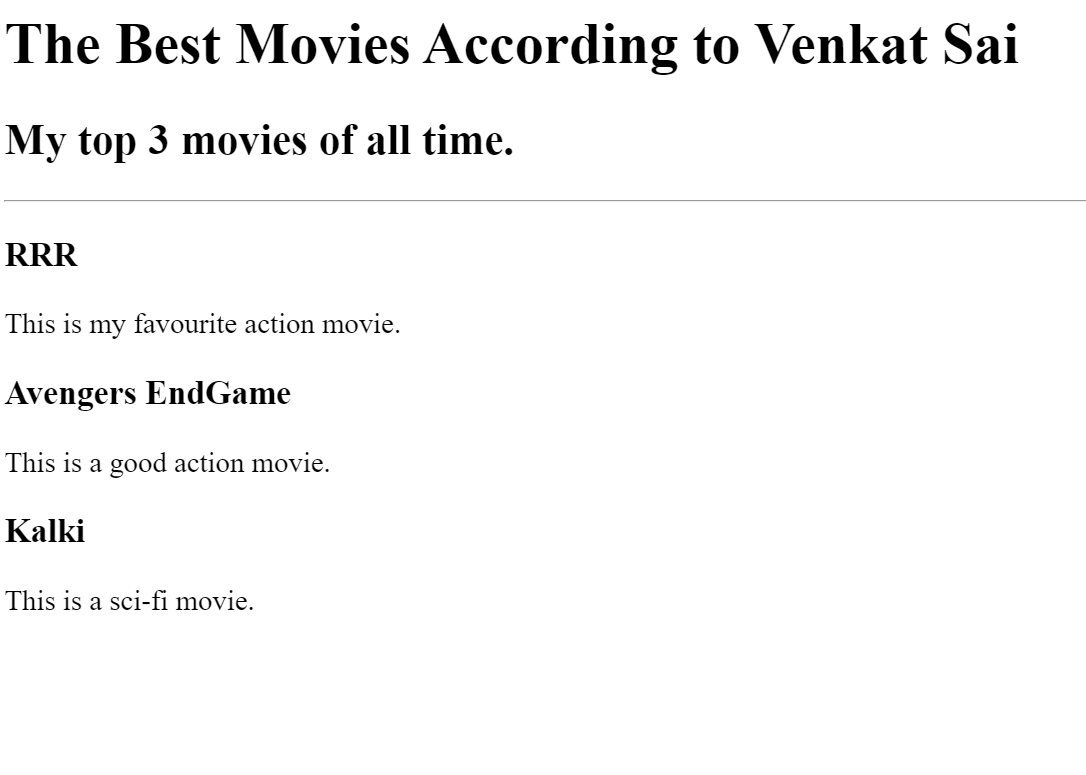 The Best Movies According to Venkat Sai
My top 3 movies of all time.
RRR
This is my favourite action movie.
Avengers EndGame
This is a good action movie.
Kalki
This is a sci-fi movie.